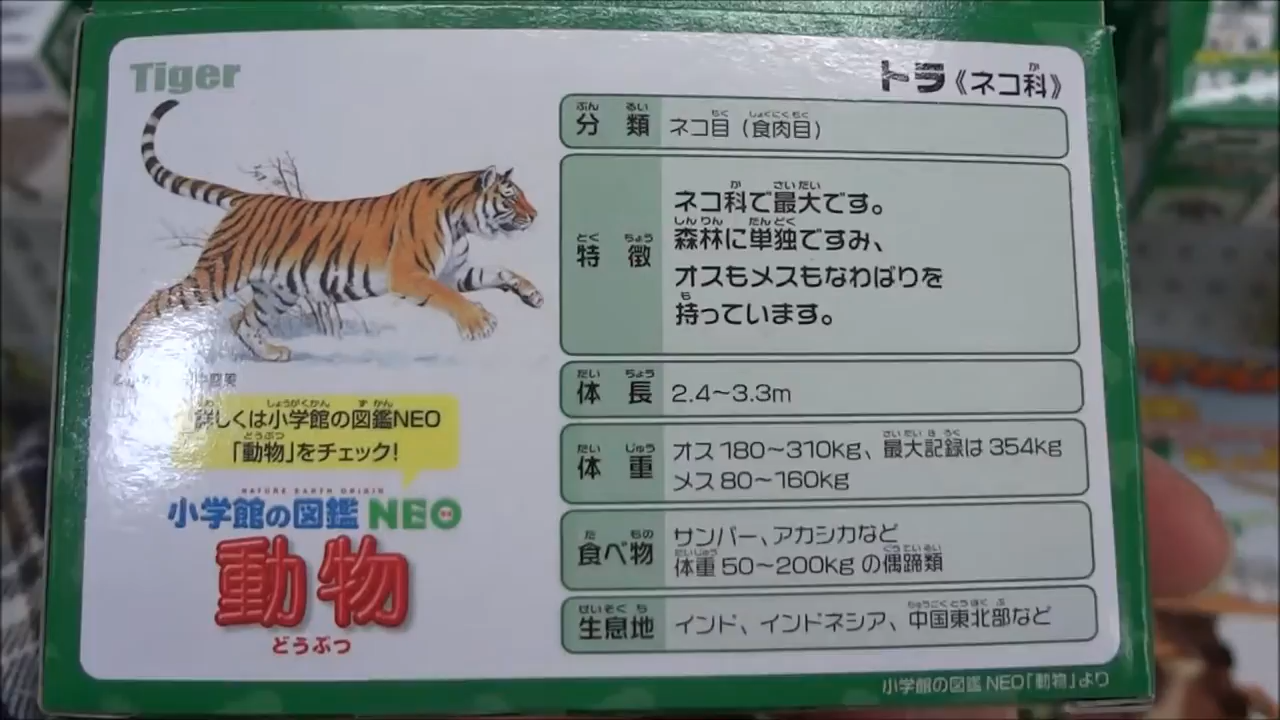 Tiger
トラ《ネコ科》
分類 ネコ目（食肉目）
特徴
ネコ科で最大です。
森林に単独ですみ、
オスもメスもなわばりを
持っています。
体長 2.4〜3.3m
体重
オス 180〜310kg、最大記録は 354kg
メス 80〜160kg
食べ物
サンバー、アカシカなど
体重 50〜200kg の偶蹄類
生息地 インド、インドネシア、中国東北部など
詳しくは小学館の図鑑NEO
「動物」をチェック！
NATURE EARTH ORIGIN
小学館の図鑑 NEO
動物
どうぶつ
小学館の図鑑 NEO「動物」より